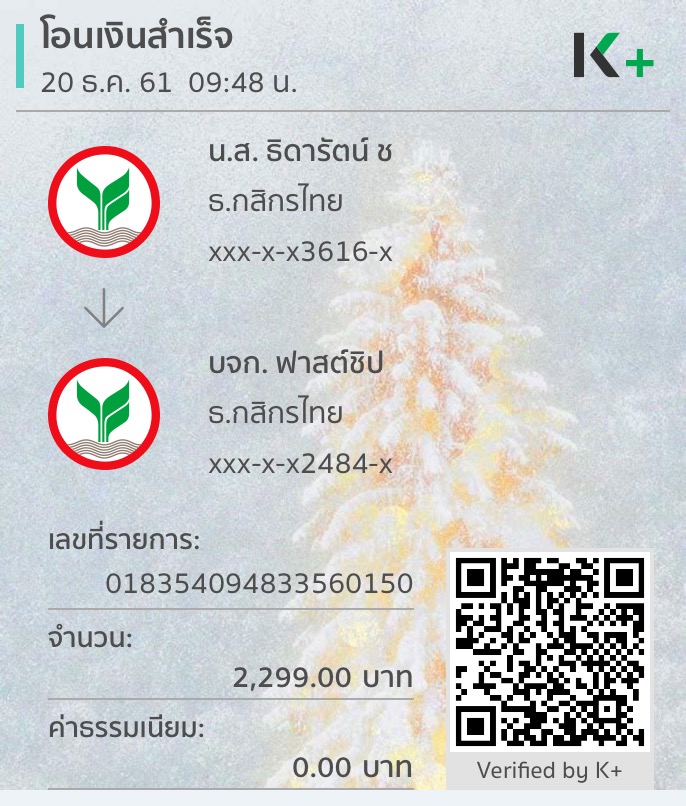 โอนเงินสำเร็จ
20 ธ.ค. 61 09:48 น.
K+
น.ส. ธิดารัตน์ ช
ธ.กสิกรไทย
xxx-x-x3616-x
บจก. ฟาสต์ชิป
ธ.กสิกรไทย
xxx-x-x2484-x
เลขที่รายการ:
018354094833560150
จำนวน:
2,299.00 บาท
ค่าธรรมเนียม:
0.00 บาท
Verified by K+